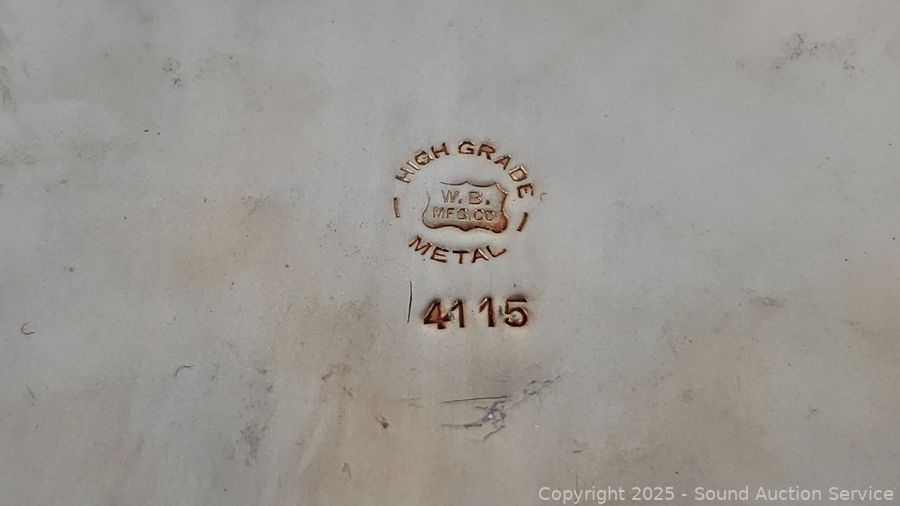 HIGH GRADE
W. B.
MFG. CO
METAL
4115
Copyright © 2025 - Sound Auction Service